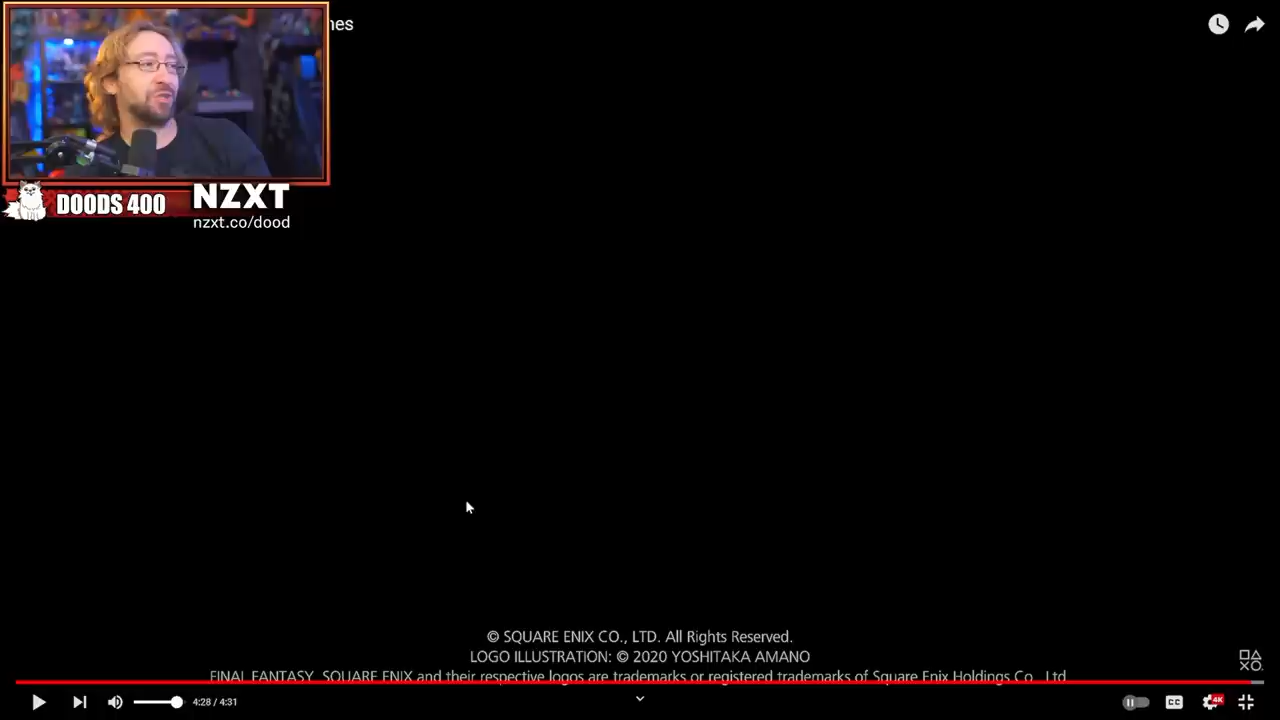 nes
DOODS 400
NZXT
nzxt.co/dood
© SQUARE ENIX CO., LTD. All Rights Reserved.
LOGO ILLUSTRATION: © 2020 YOSHITAKA AMANO
FINAL FANTASY, SQUARE ENIX and their respective logos are trademarks or registered trademarks of Square Enix Holdings Co., Ltd.
4:28 / 4:31
CC
4K